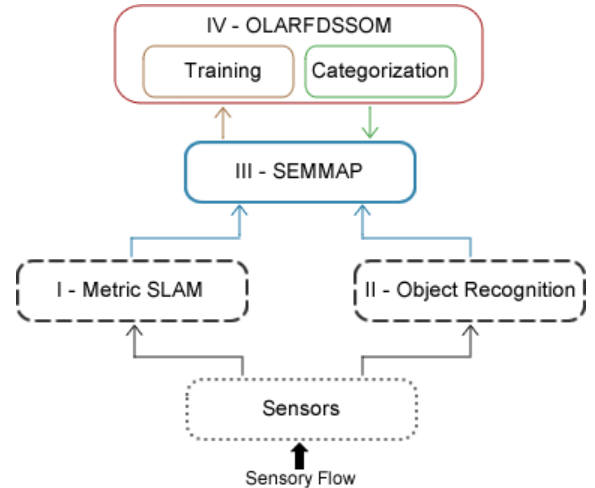 IV - OLARFDSSOM
Training
Categorization
III - SEMMAP
I - Metric SLAM
II - Object Recognition
Sensors
Sensory Flow